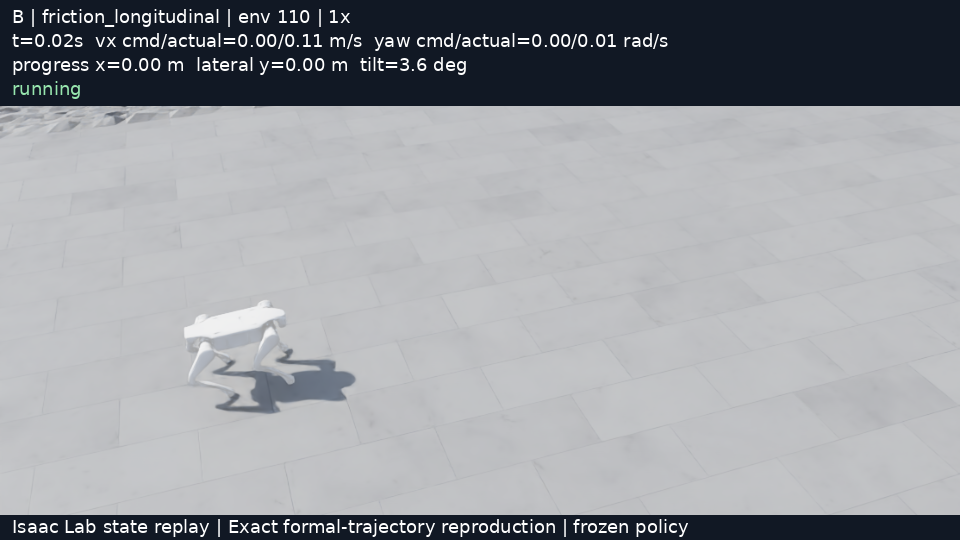 B | friction_longitudinal | env 110 | 1x
t=0.02s  vx cmd/actual=0.00/0.11 m/s  yaw cmd/actual=0.00/0.01 rad/s
progress x=0.00 m  lateral y=0.00 m  tilt=3.6 deg
running
Isaac Lab state replay | Exact formal-trajectory reproduction | frozen policy